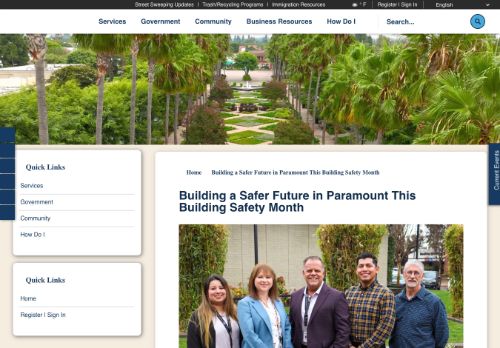 Street Sweeping Updates | Trash/Recycling Programs | Immigration Resources
° F
Register | Sign In
English
Services
Government
Community
Business Resources
How Do I
Search...
Current Events
Quick Links
Services
Government
Community
How Do I
Quick Links
Home
Register | Sign In
Home
Building a Safer Future in Paramount This Building Safety Month
Building a Safer Future in Paramount This
Building Safety Month